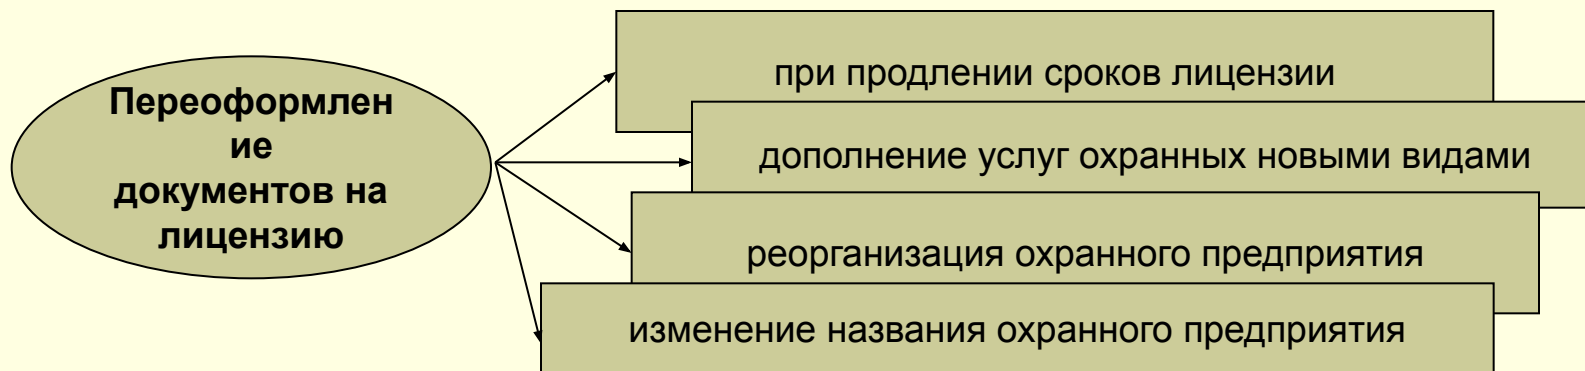 Переоформлен
ие
документов на
лицензию
при продлении сроков лицензии
дополнение услуг охранных новыми видами
реорганизация охранного предприятия
изменение названия охранного предприятия